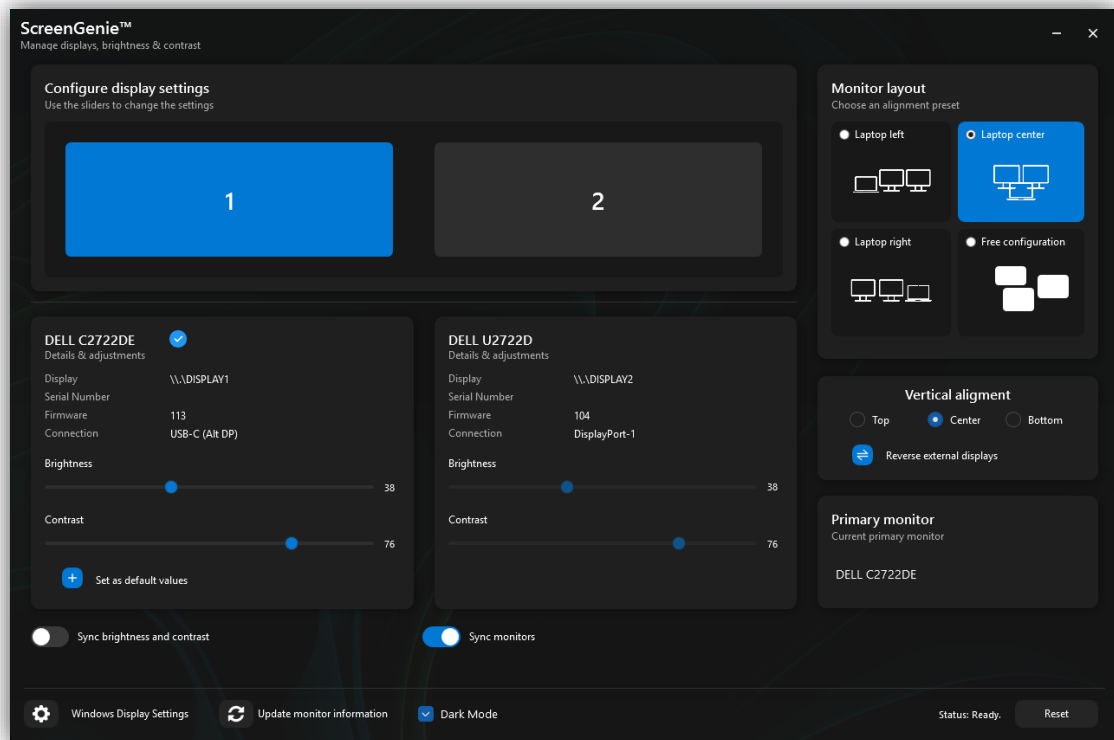 ScreenGenie™
Manage displays, brightness & contrast
Configure display settings
Use the sliders to change the settings
1
2
Monitor layout
Choose an alignment preset
Laptop left
Laptop center
Laptop right
Free configuration
DELL C2722DE
Details & adjustments
Display \\.\DISPLAY1
Serial Number
Firmware 113
Connection USB-C (Alt DP)
Brightness
38
Contrast
76
Set as default values
DELL U2722D
Details & adjustments
Display \\.\DISPLAY2
Serial Number
Firmware 104
Connection DisplayPort-1
Brightness
38
Contrast
76
Vertical aligment
Top Center Bottom
Reverse external displays
Primary monitor
Current primary monitor
DELL C2722DE
Sync brightness and contrast
Sync monitors
Windows Display Settings
Update monitor information
Dark Mode
Status: Ready.
Reset